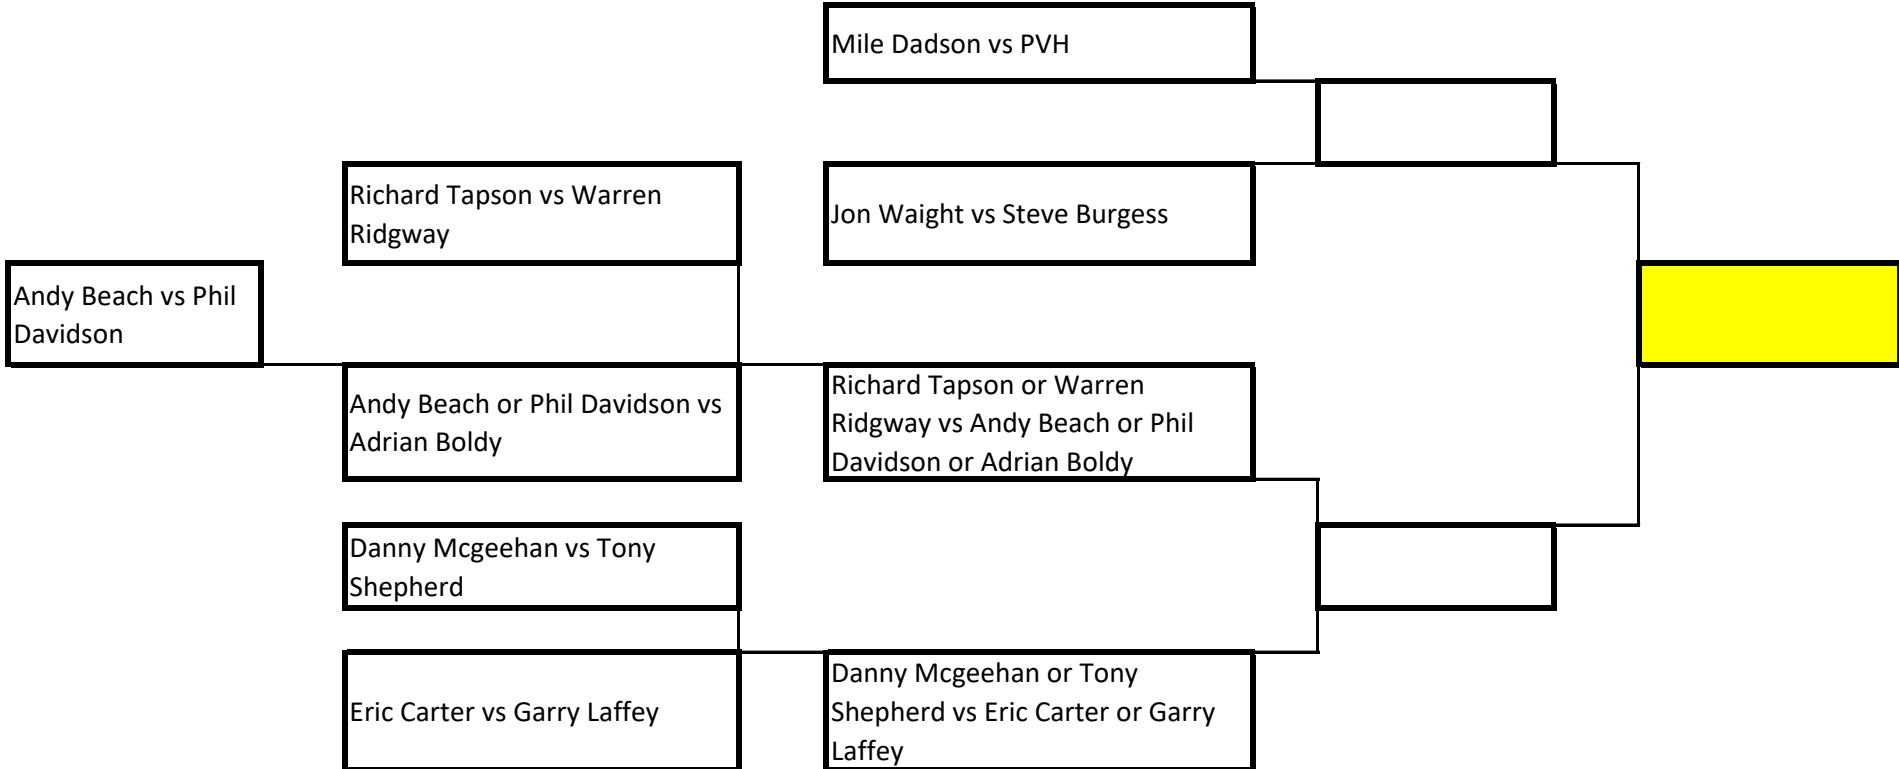 Mile Dadson vs PVH
Richard Tapson vs Warren
Ridgway
Jon Waight vs Steve Burgess
Andy Beach vs Phil
Davidson
Andy Beach or Phil Davidson vs
Adrian Boldy
Richard Tapson or Warren
Ridgway vs Andy Beach or Phil
Davidson or Adrian Boldy
Danny Mcgeehan vs Tony
Shepherd
Eric Carter vs Garry Laffey
Danny Mcgeehan or Tony
Shepherd vs Eric Carter or Garry
Laffey